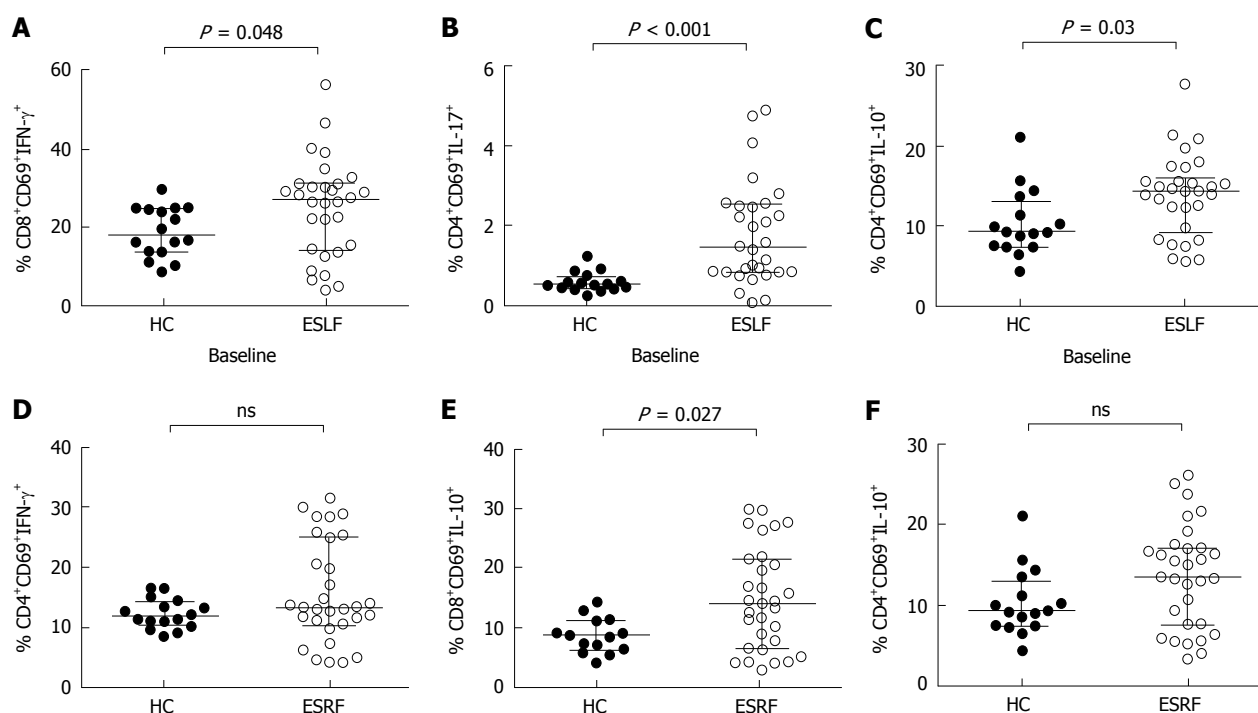 A
P = 0.048
% CD8⁺CD69⁺IFN-γ⁺
60
40
20
0
HC
ESLF
Baseline
B
P < 0.001
% CD4⁺CD69⁺IL-17⁺
6
4
2
0
HC
ESLF
C
P = 0.03
% CD4⁺CD69⁺IL-10⁺
30
20
10
0
HC
ESLF
Baseline
D
ns
% CD4⁺CD69⁺IFN-γ⁺
40
30
20
10
0
HC
ESRF
E
P = 0.027
% CD8⁺CD69⁺IL-10⁺
40
30
20
10
0
HC
ESRF
F
ns
% CD4⁺CD69⁺IL-10⁺
30
20
10
0
HC
ESRF